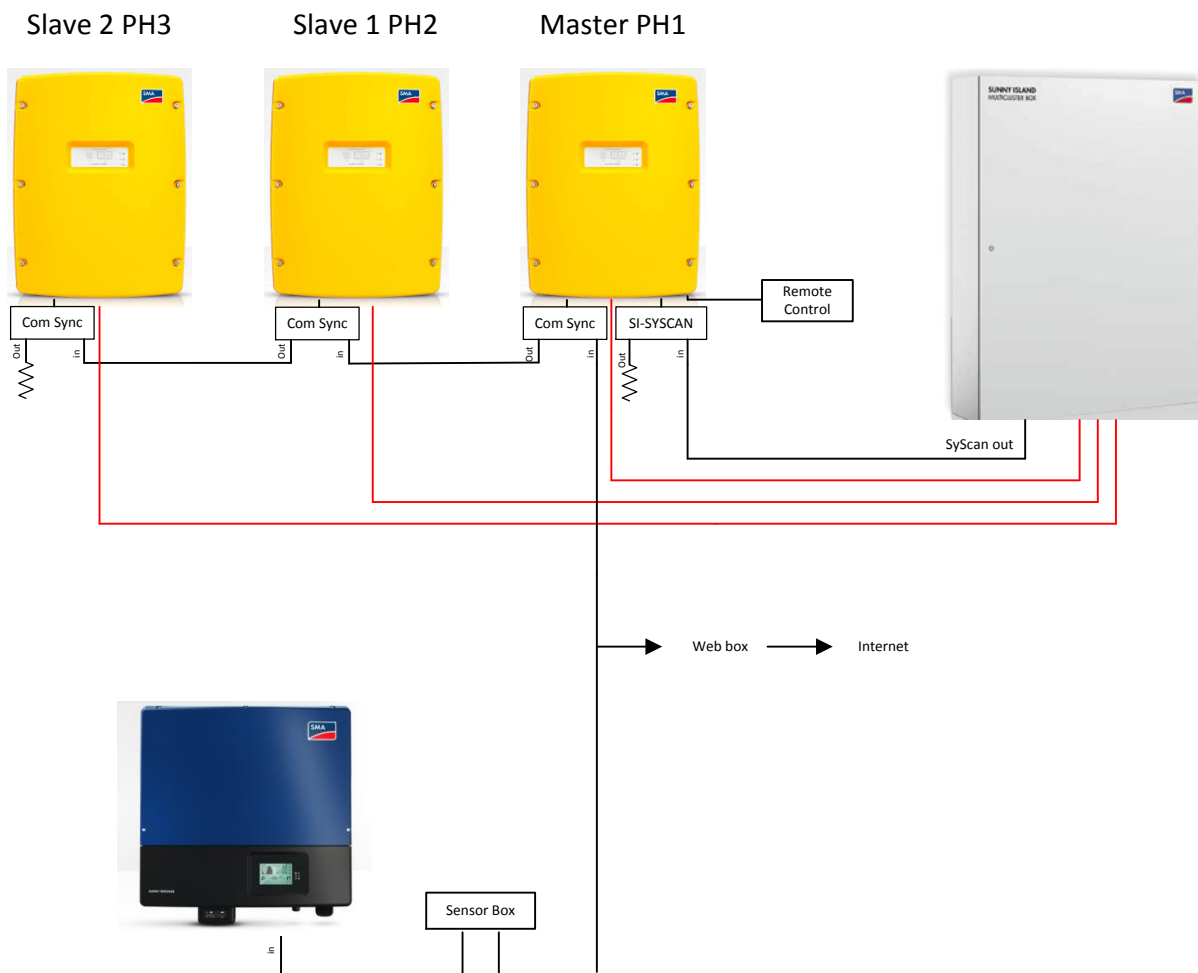 Slave 2 PH3
Slave 1 PH2
Master PH1
SMA
SMA
SMA
SUNNY ISLAND
MULTICLUSTER BOX
SMA
Remote
Control
Com Sync
Com Sync
Com Sync
SI-SYSCAN
Out
in
Out
in
Out
in
Out
in
SyScan out
Web box
Internet
SMA
Sensor Box
in